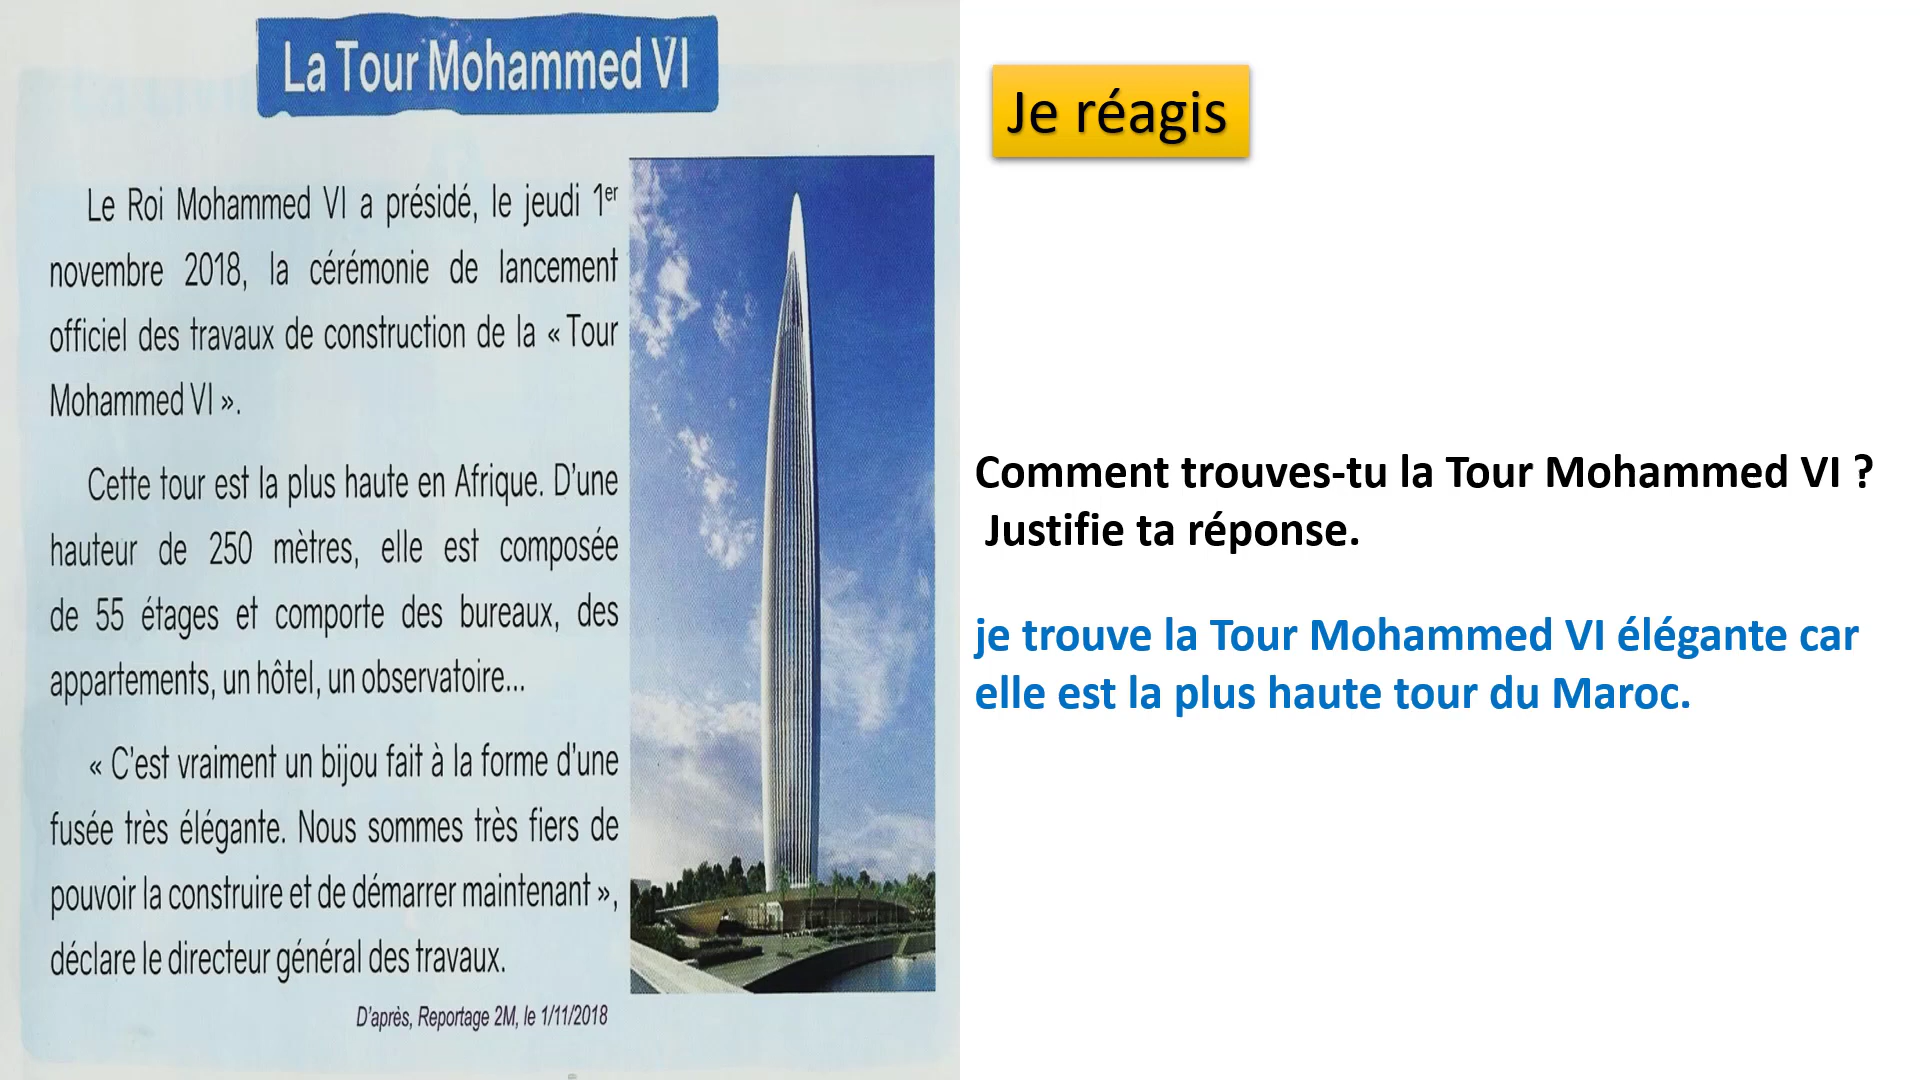 La Tour Mohammed VI
Le Roi Mohammed VI a présidé, le jeudi 1er
novembre 2018, la cérémonie de lancement
officiel des travaux de construction de la « Tour
Mohammed VI ».
Cette tour est la plus haute en Afrique. D'une
hauteur de 250 mètres, elle est composée
de 55 étages et comporte des bureaux, des
appartements, un hôtel, un observatoire...
« C'est vraiment un bijou fait à la forme d'une
fusée très élégante. Nous sommes très fiers de
pouvoir la construire et de démarrer maintenant »,
déclare le directeur général des travaux.
D'après, Reportage 2M, le 1/11/2018
Je réagis
Comment trouves-tu la Tour Mohammed VI ?
Justifie ta réponse.
je trouve la Tour Mohammed VI élégante car
elle est la plus haute tour du Maroc.